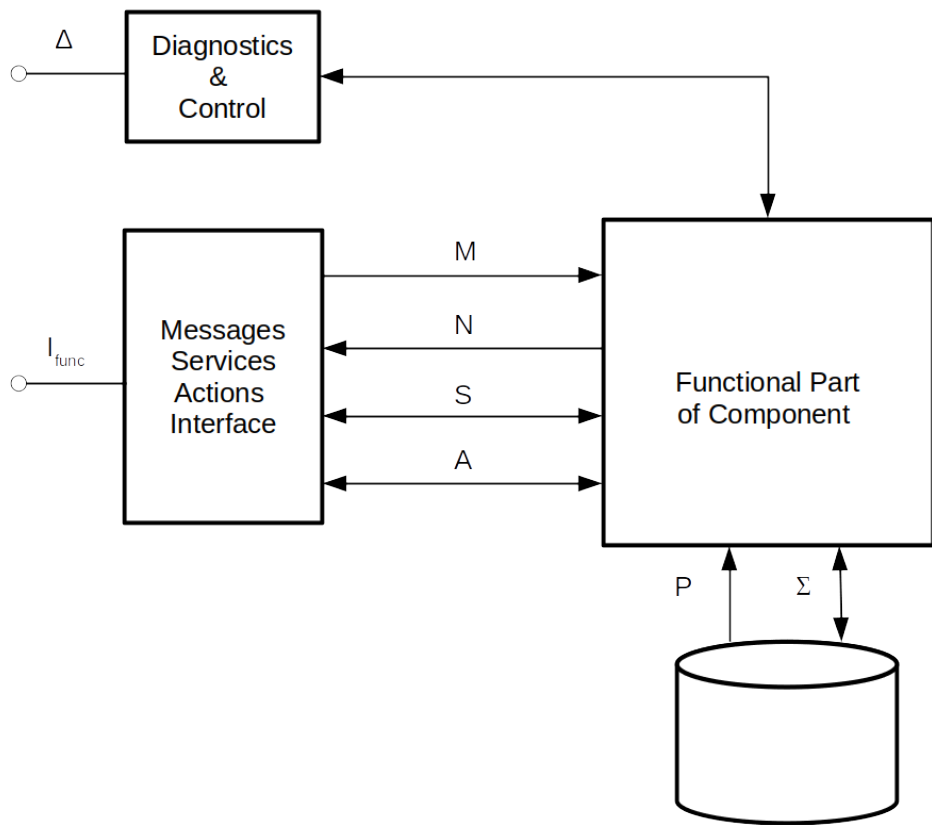 Δ
Diagnostics
&
Control
Messages
Services
Actions
Interface
I_func
M
N
S
A
Functional Part
of Component
P
Σ